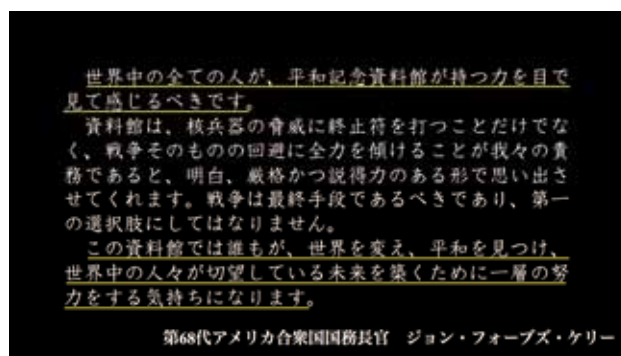 世界中の全ての人が、平和記念資料館が持つ力を目で
見て感じるべきです。
資料館は、核兵器の脅威に終止符を打つことだけでな
く、戦争そのものの回避に全力を傾けることが我々の責
務であると、明白、厳格かつ説得力のある形で思い出さ
せてくれます。戦争は最終手段であるべきであり、第一
の選択肢にしてはなりません。
この資料館では誰もが、世界を変え、平和を見つけ、
世界中の人々が切望している未来を築くために一層の努
力をする気持ちになります。
第68代アメリカ合衆国国務長官 ジョン・フォーブズ・ケリー